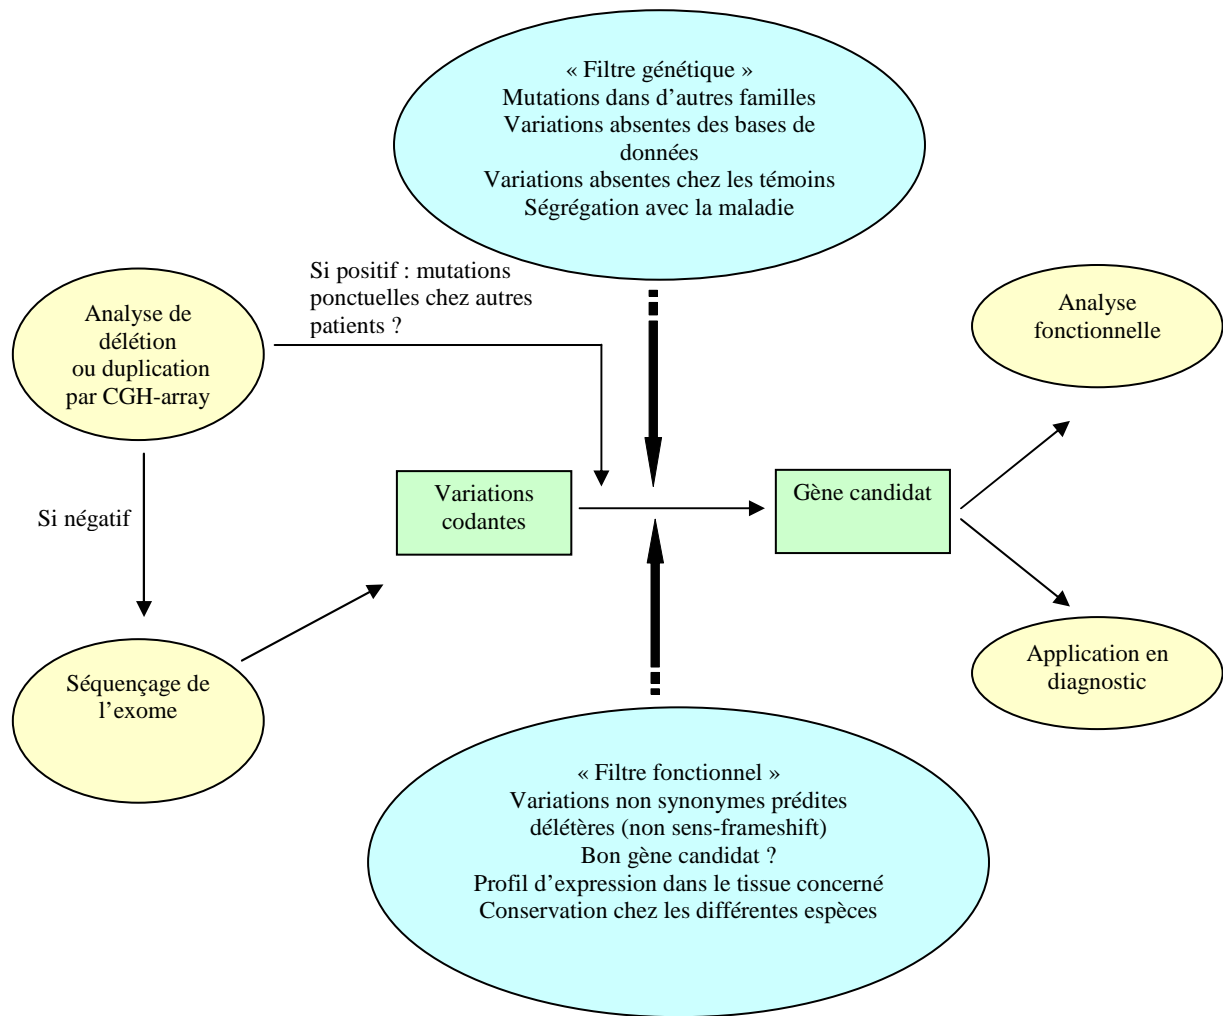 « Filtre génétique »
Mutations dans d'autres familles
Variations absentes des bases de
données
Variations absentes chez les témoins
Ségrégation avec la maladie
Si positif : mutations
ponctuelles chez autres
patients ?
Analyse de
délétion
ou duplication
par CGH-array
Analyse
fonctionnelle
Variations
codantes
Gène candidat
Si négatif
Séquençage de
l'exome
Application en
diagnostic
« Filtre fonctionnel »
Variations non synonymes prédites
délétères (non sens-frameshift)
Bon gène candidat ?
Profil d'expression dans le tissue concerné
Conservation chez les différentes espèces